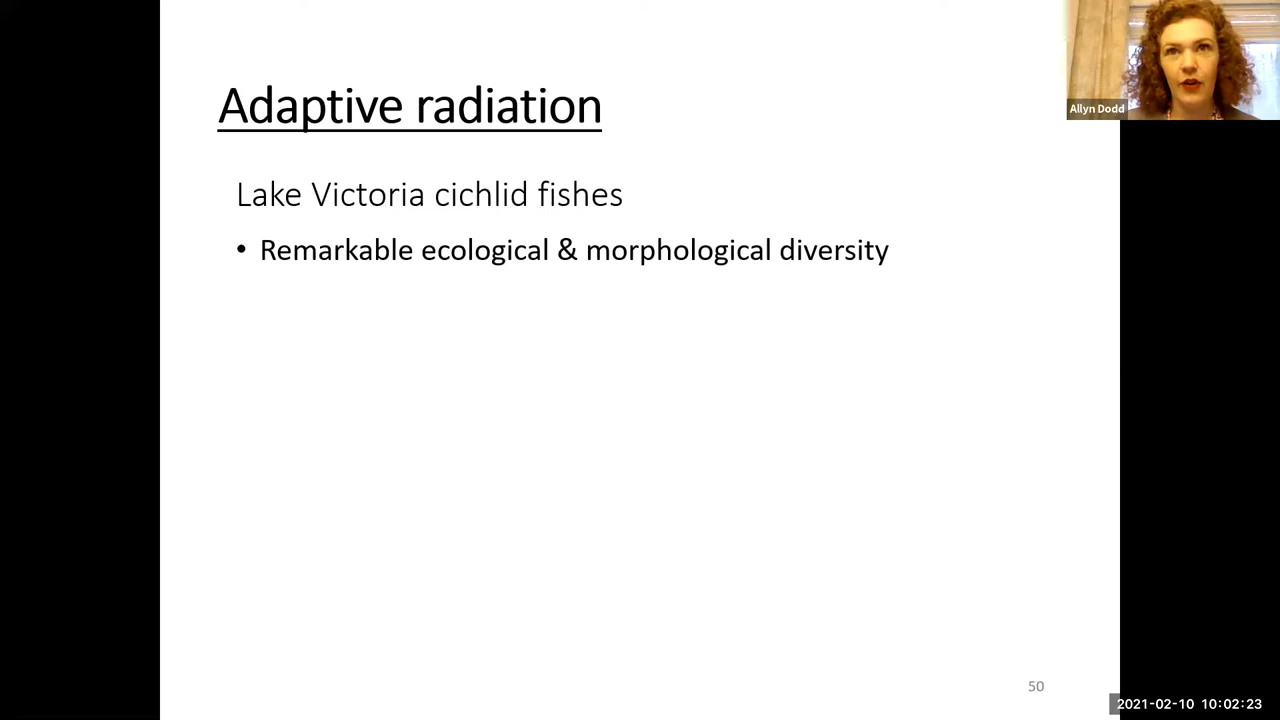 Adaptive radiation
Allyn Dodd
Lake Victoria cichlid fishes
• Remarkable ecological & morphological diversity
50
2021-02-10 10:02:23